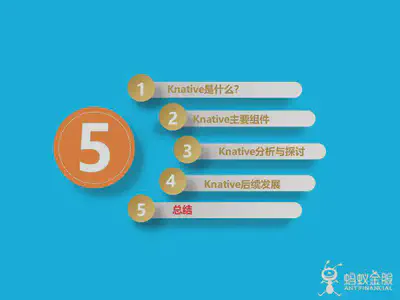 5
1 Knative是什么?
2 Knative主要组件
3 Knative分析与探讨
4 Knative后续发展
5 总结
蚂蚁金服
ANT FINANCIAL